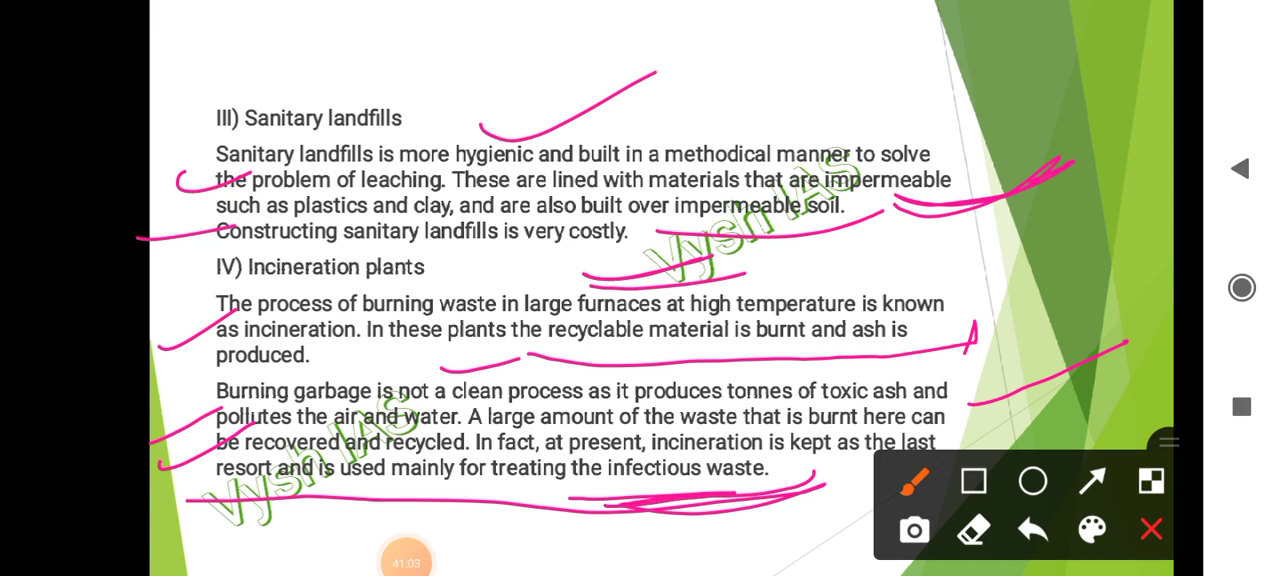 III) Sanitary landfills
Sanitary landfills is more hygienic and built in a methodical manner to solve
the problem of leaching. These are lined with materials that are impermeable
such as plastics and clay, and are also built over impermeable soil.
Constructing sanitary landfills is very costly.
IV) Incineration plants
The process of burning waste in large furnaces at high temperature is known
as incineration. In these plants the recyclable material is burnt and ash is
produced.
Burning garbage is not a clean process as it produces tonnes of toxic ash and
pollutes the air and water. A large amount of the waste that is burnt here can
be recovered and recycled. In fact, at present, incineration is kept as the last
resort and is used mainly for treating the infectious waste.
Vysh IAS
Vysh IAS
41:03